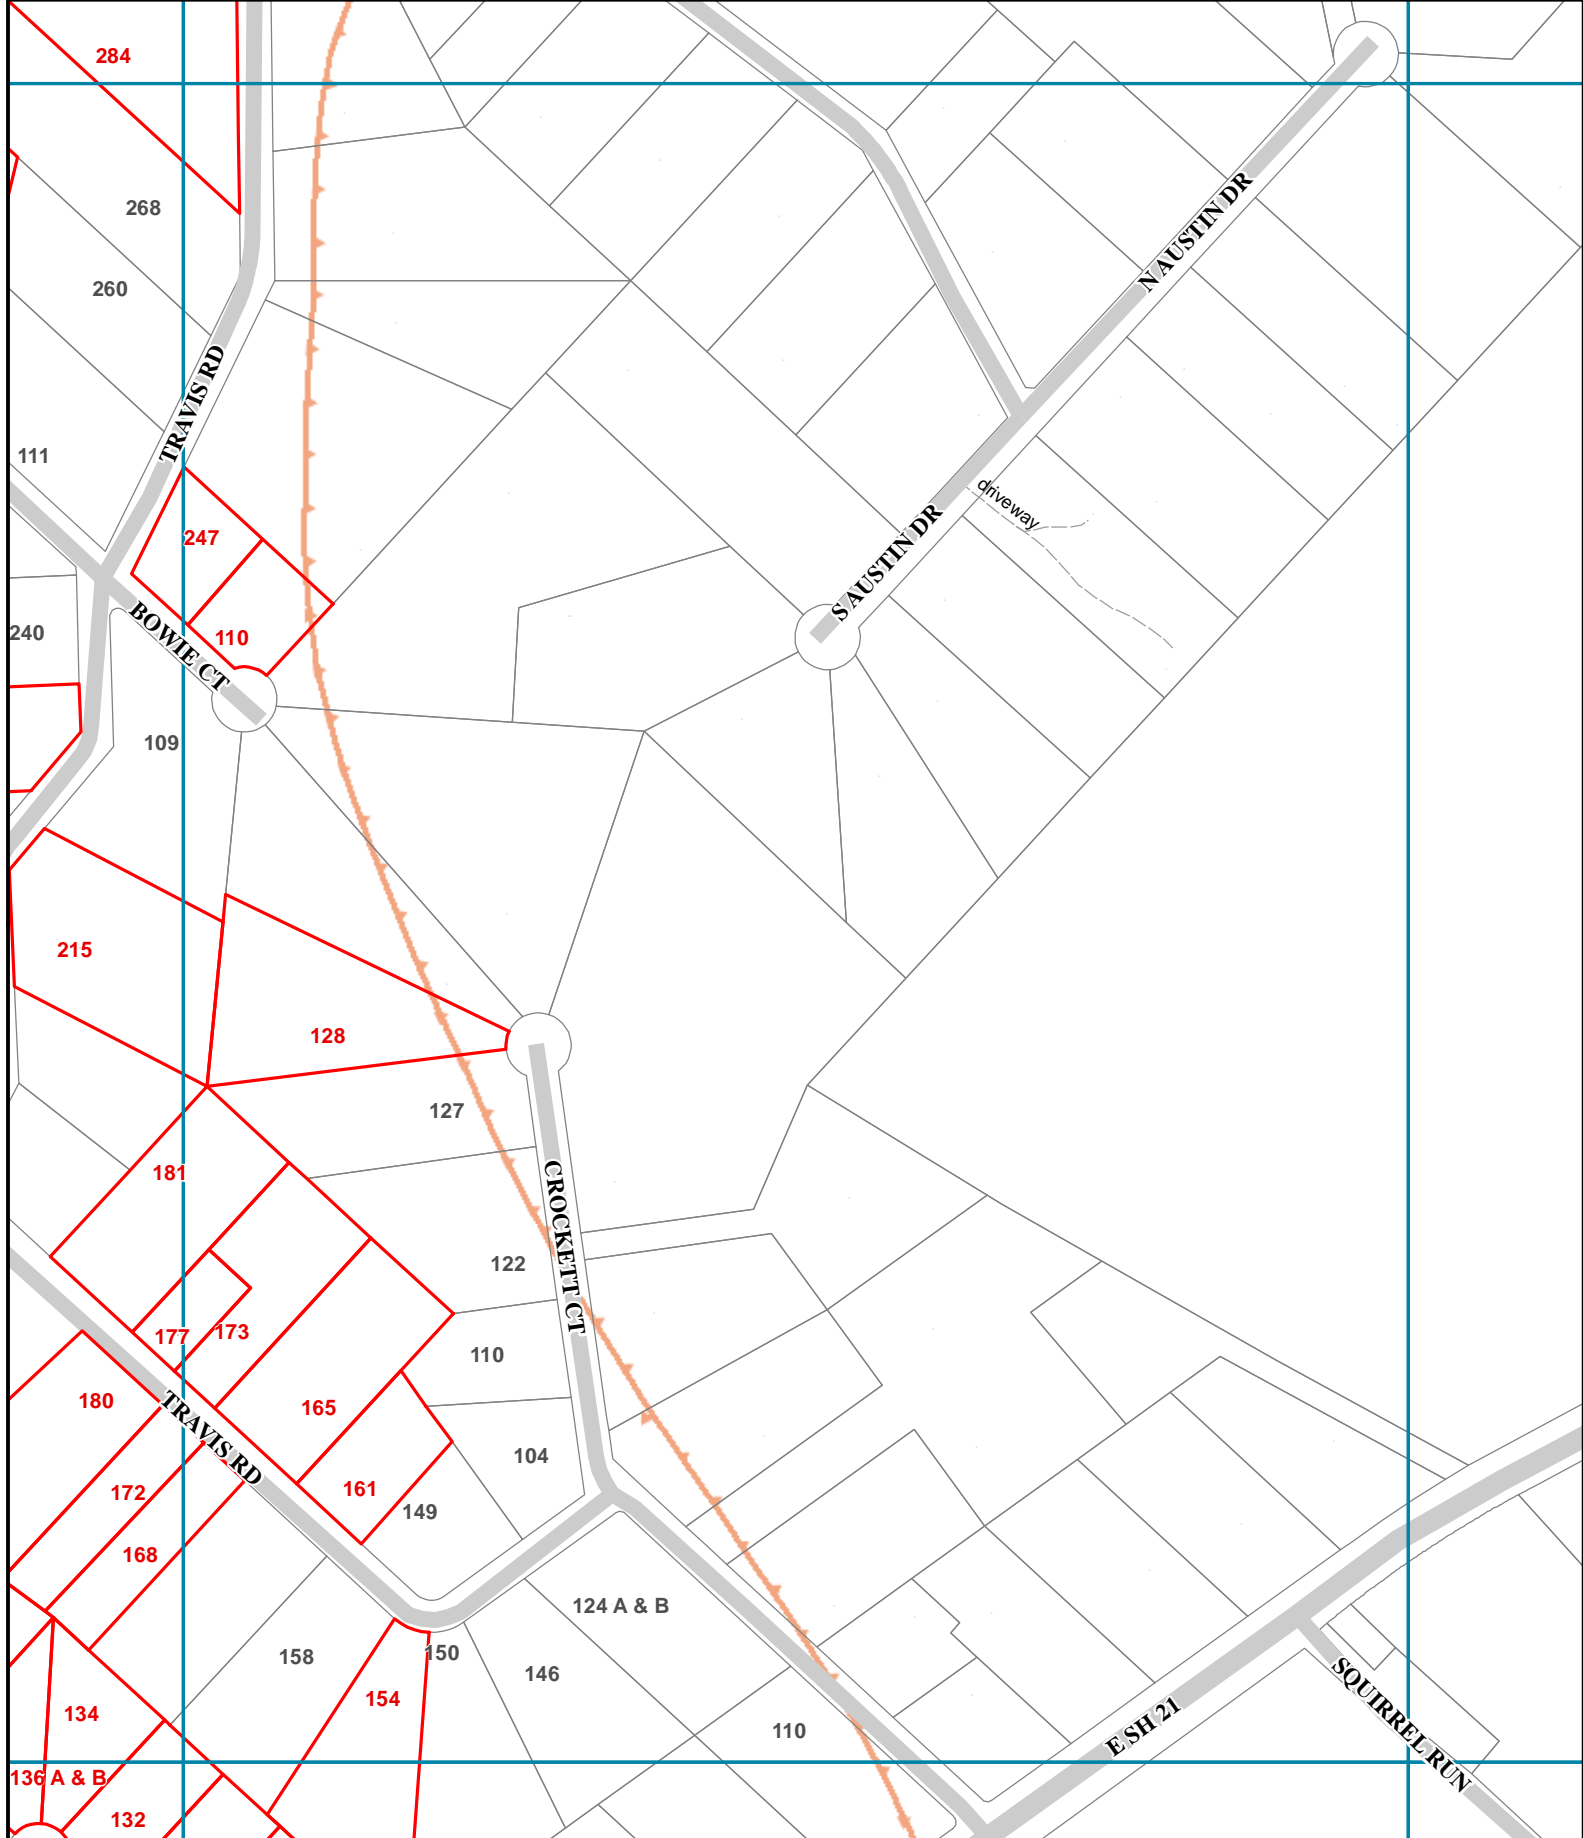 284
268
N AUSTIN DR
260
TRAVIS RD
111
driveway
247
S AUSTIN DR
BOWIE CT
240
110
109
215
128
127
181
CROCKETT CT
122
177
173
110
180
TRAVIS RD
165
104
172
161
149
168
124 A & B
158
150
146
SQUIRREL RUN
154
134
E SH 21
110
136 A & B
132